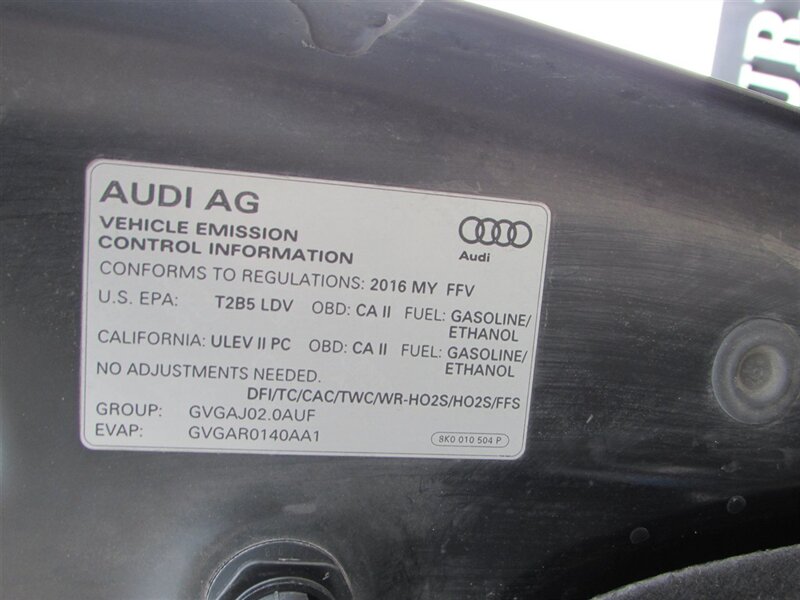 AUDI AG
VEHICLE EMISSION
CONTROL INFORMATION
Audi
CONFORMS TO REGULATIONS: 2016 MY FFV
U.S. EPA: T2B5 LDV OBD: CA II FUEL: GASOLINE/
ETHANOL
CALIFORNIA: ULEV II PC OBD: CA II FUEL: GASOLINE/
ETHANOL
NO ADJUSTMENTS NEEDED.
DFI/TC/CAC/TWC/WR-HO2S/HO2S/FFS
GROUP: GVGAJ02.0AUF
EVAP: GVGAR0140AA1
8K0 010 504 P